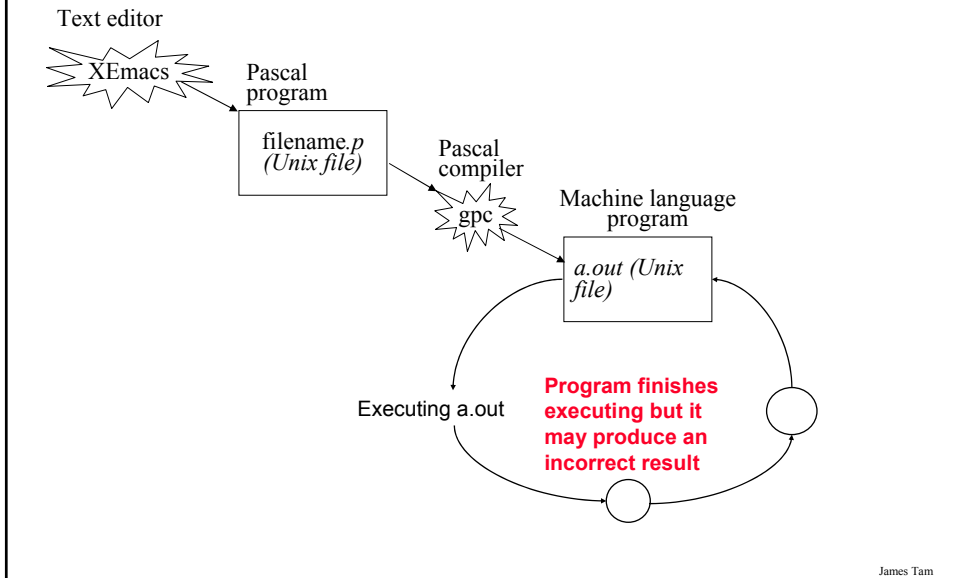 Text editor
XEmacs
Pascal
program
filename.p
(Unix file)
Pascal
compiler
gpc
Machine language
program
a.out (Unix
file)
Executing a.out
Program finishes
executing but it
may produce an
incorrect result
James Tam